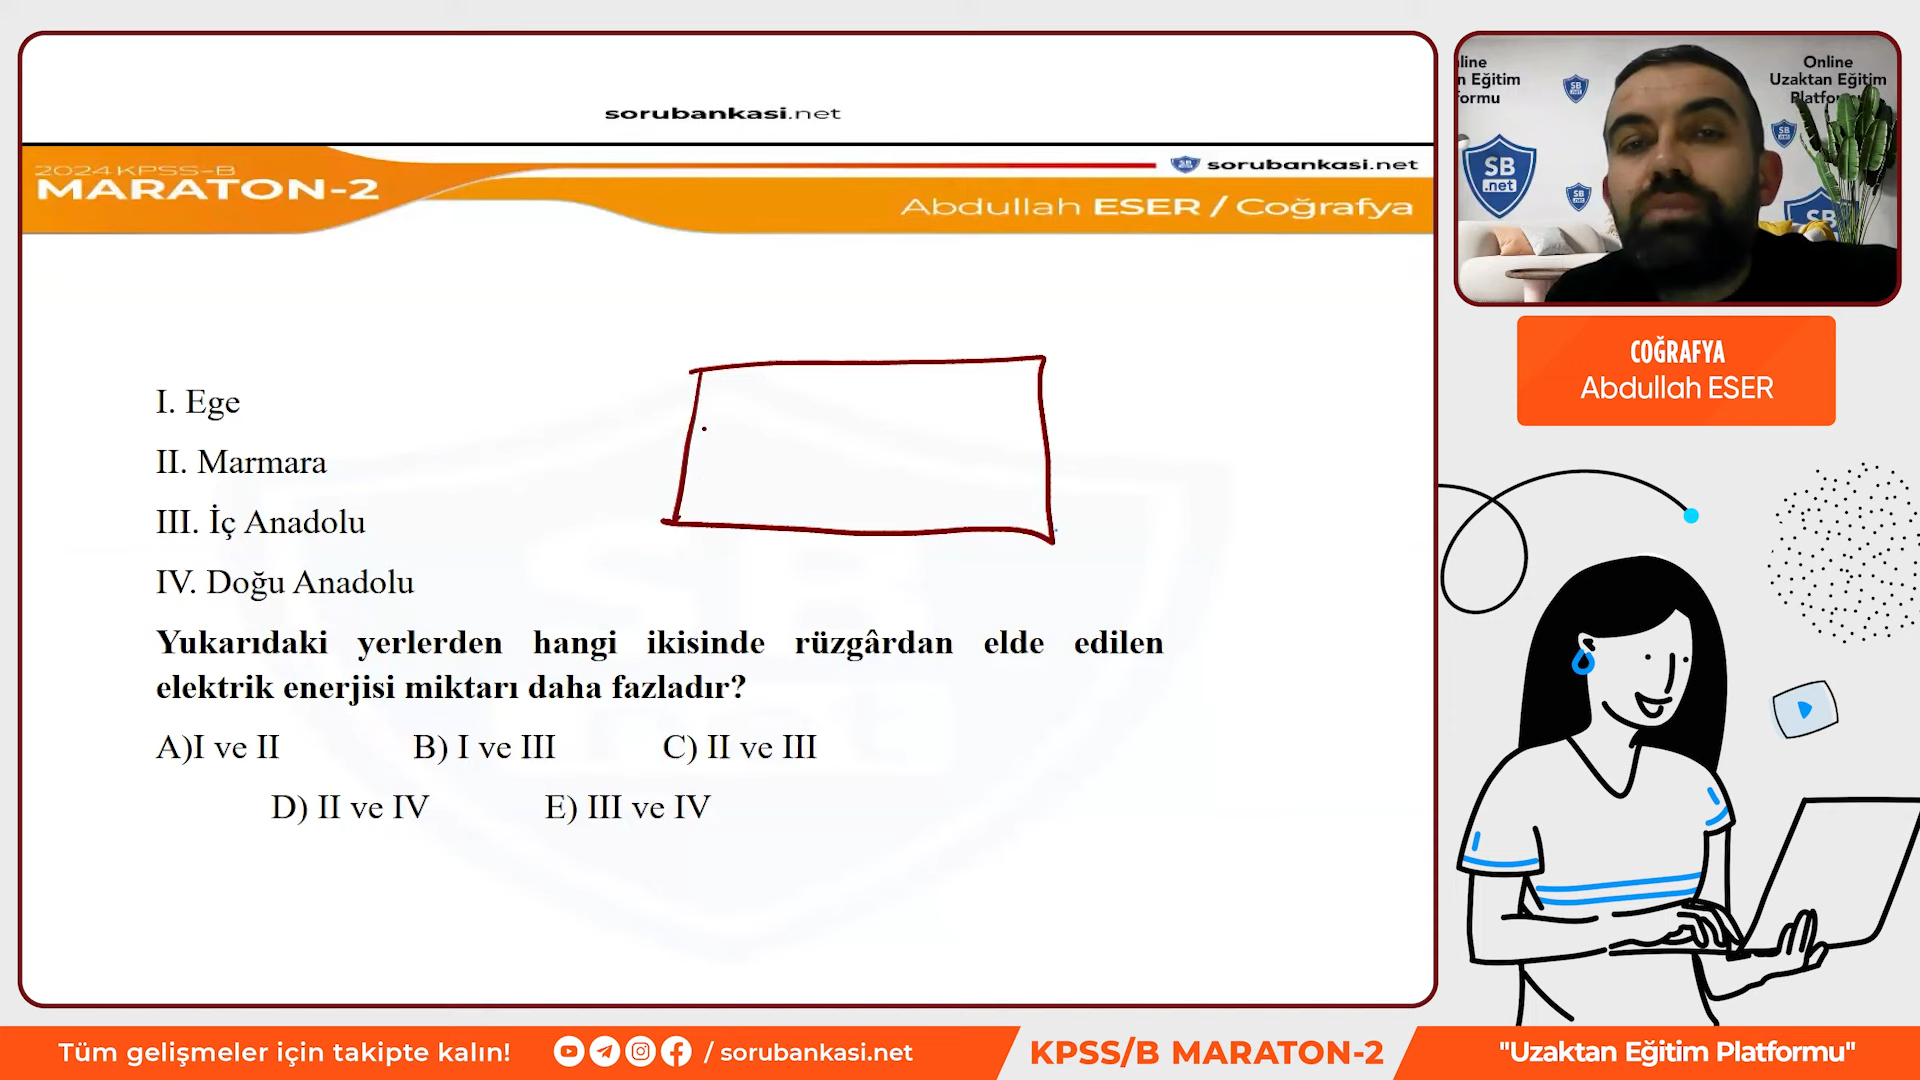 sorubankasi.net
2024 KPSS-B
MARATON-2
sorubankasi.net
Abdullah ESER / Coğrafya
I. Ege
II. Marmara
III. İç Anadolu
IV. Doğu Anadolu
Yukarıdaki yerlerden hangi ikisinde rüzgârdan elde edilen
elektrik enerjisi miktarı daha fazladır?
A)I ve II B) I ve III C) II ve III
D) II ve IV E) III ve IV
Online
Uzaktan Eğitim
SB
.net
SB
COĞRAFYA
Abdullah ESER
Tüm gelişmeler için takipte kalın! / sorubankasi.net
KPSS/B MARATON-2
"Uzaktan Eğitim Platformu"